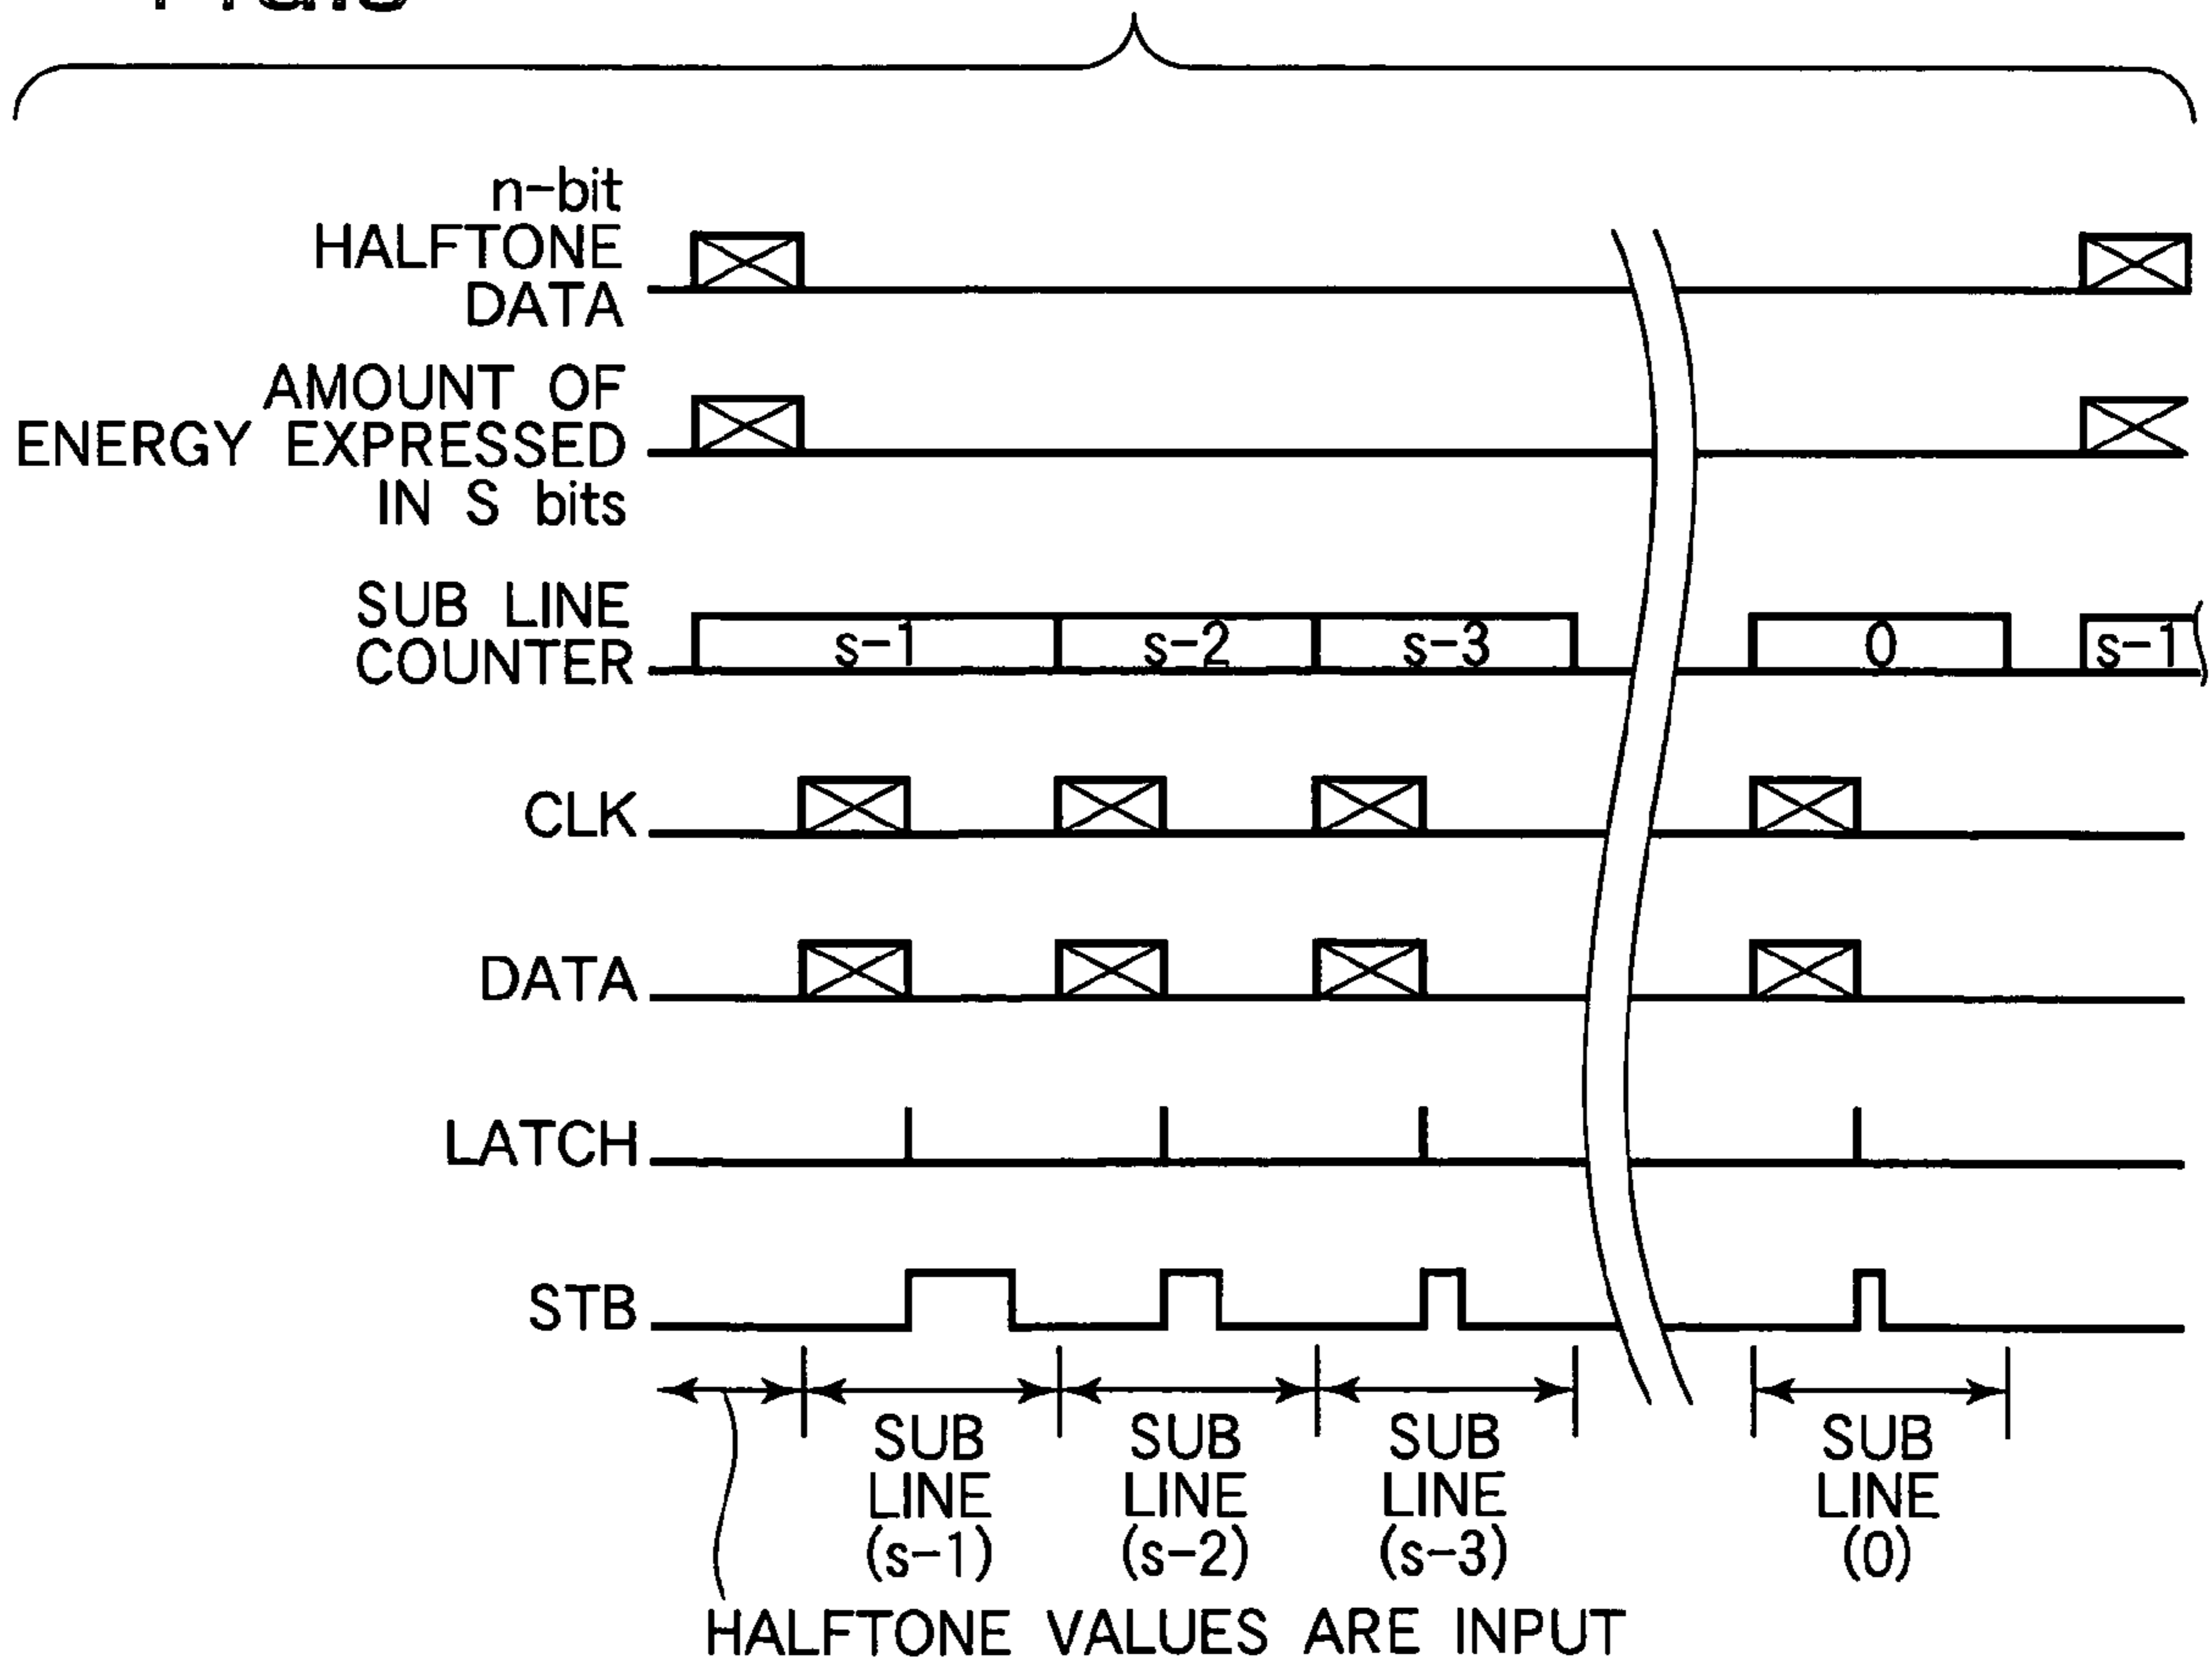 n-bit
HALFTONE
DATA
AMOUNT OF
ENERGY EXPRESSED
IN S bits
SUB LINE
COUNTER
s-1 s-2 s-3 0 s-1
CLK
DATA
LATCH
STB
SUB SUB SUB SUB
LINE LINE LINE LINE
(s-1) (s-2) (s-3) (0)
HALFTONE VALUES ARE INPUT